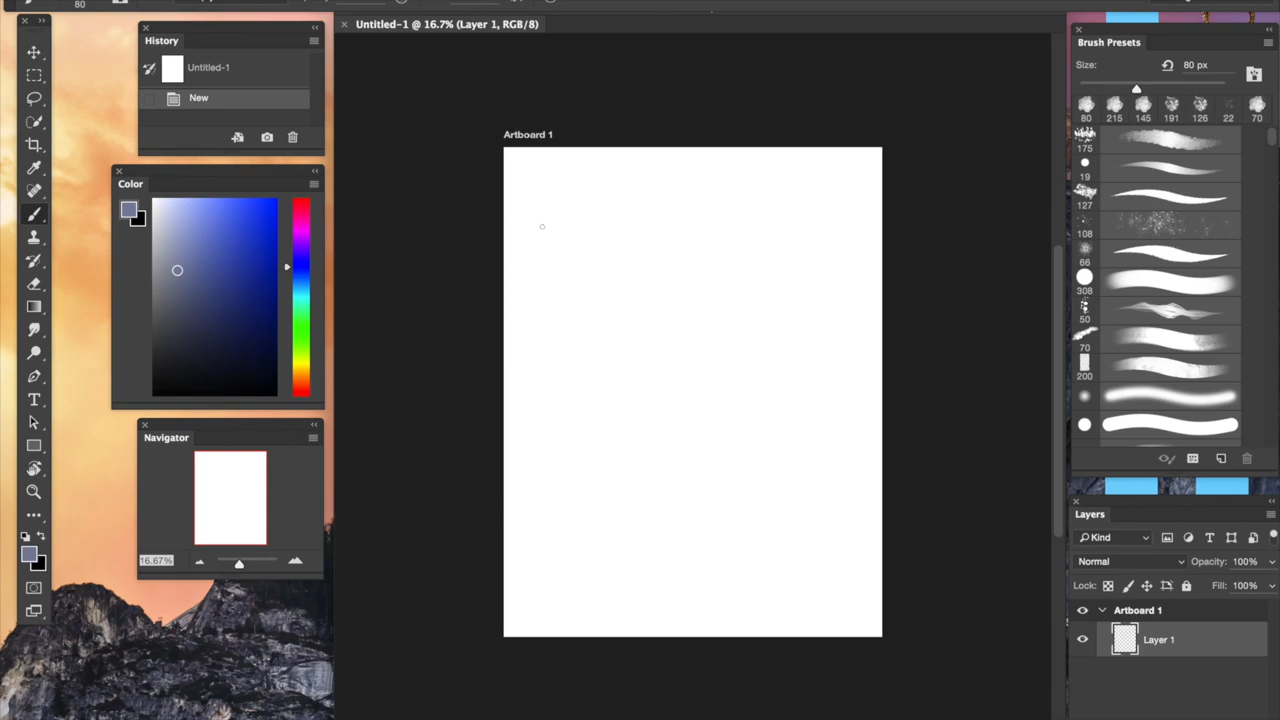 80
Untitled-1 @ 16.7% (Layer 1, RGB/8)
History
Untitled-1
New
Artboard 1
Color
Navigator
16.67%
Brush Presets
Size:
80 px
80 215 145 191 126 22 70
175
19
127
108
66
308
50
70
200
Layers
Kind
Normal Opacity: 100%
Lock: Fill: 100%
Artboard 1
Layer 1